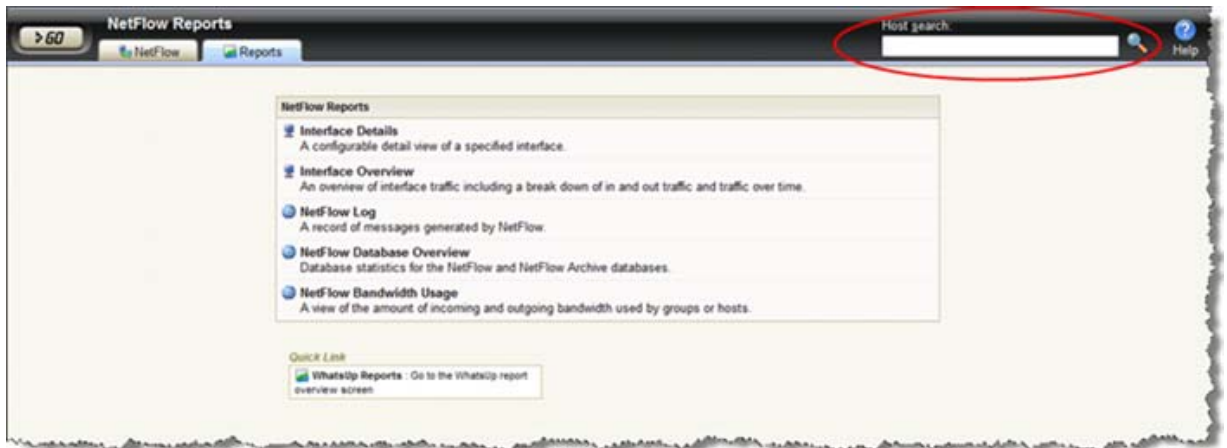 NetFlow Reports
Host search:
> GO
NetFlow
Reports
Help
NetFlow Reports
Interface Details
A configurable detail view of a specified interface.
Interface Overview
An overview of interface traffic including a break down of in and out traffic and traffic over time.
NetFlow Log
A record of messages generated by NetFlow.
NetFlow Database Overview
Database statistics for the NetFlow and NetFlow Archive databases.
NetFlow Bandwidth Usage
A view of the amount of incoming and outgoing bandwidth used by groups or hosts.
Quick Link
WhatsUp Reports : Go to the WhatsUp report
overview screen